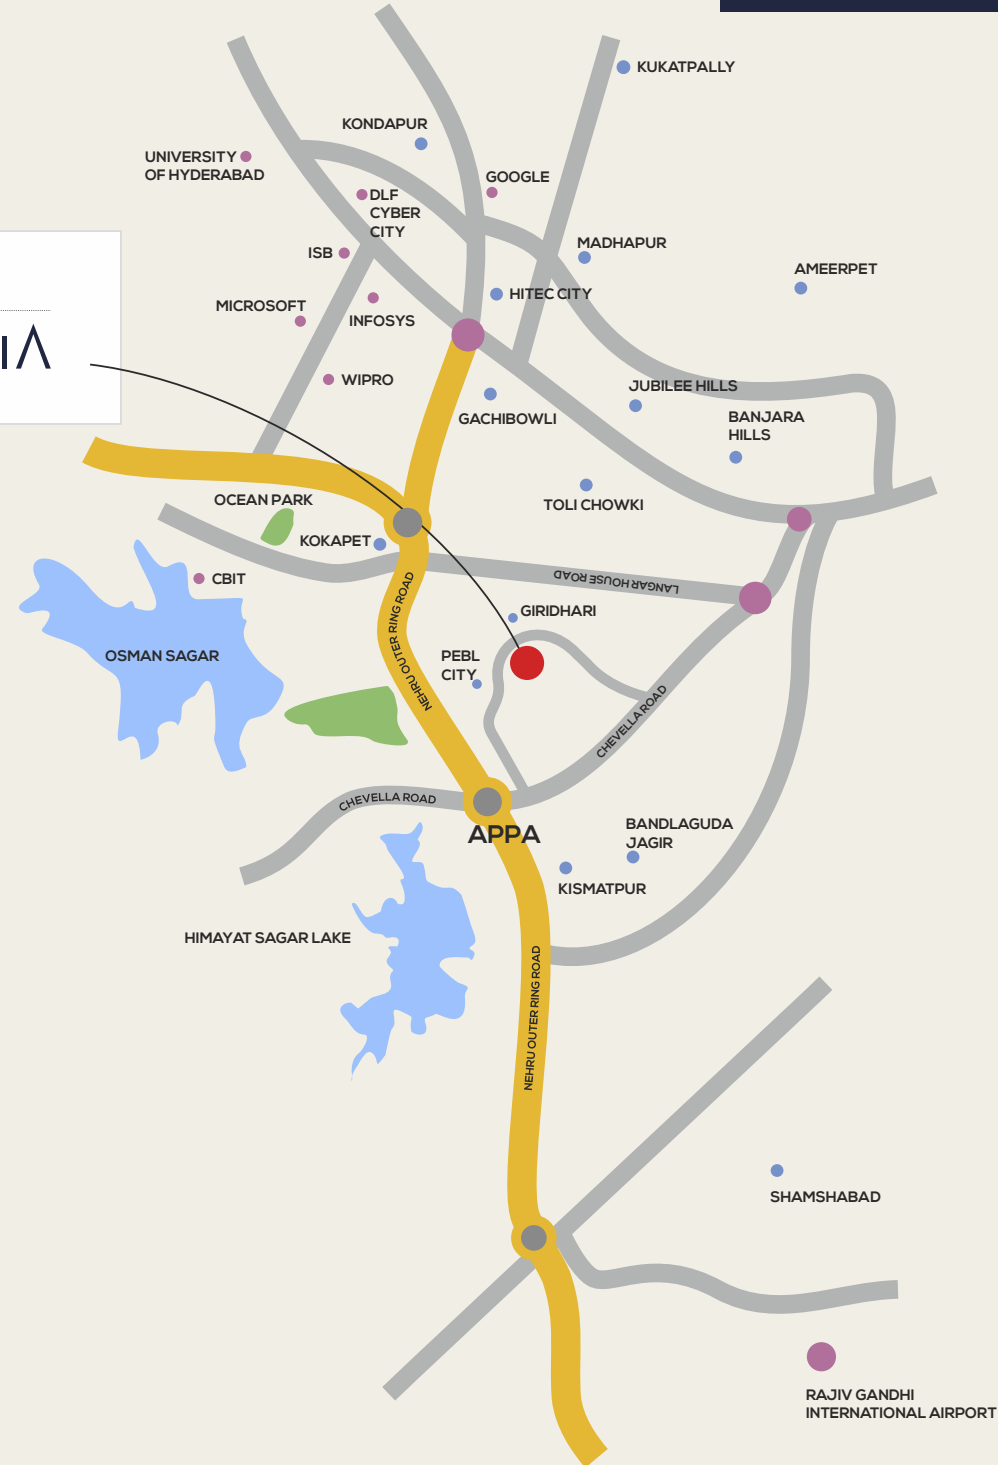 KUKATPALLY
KONDAPUR
UNIVERSITY
OF HYDERABAD
GOOGLE
DLF
CYBER
CITY
ISB
MADHAPUR
AMEERPET
HITEC CITY
MICROSOFT
INFOSYS
WIPRO
JUBILEE HILLS
GACHIBOWLI
BANJARA
HILLS
OCEAN PARK
TOLI CHOWKI
KOKAPET
CBIT
LANGAR HOUSE ROAD
NEHRU OUTER RING ROAD
GIRIDHARI
OSMAN SAGAR
PEBL
CITY
CHEVELLA ROAD
CHEVELLA ROAD
APPA
BANDLAGUDA
JAGIR
KISMATPUR
HIMAYAT SAGAR LAKE
NEHRU OUTER RING ROAD
SHAMSHABAD
RAJIV GANDHI
INTERNATIONAL AIRPORT